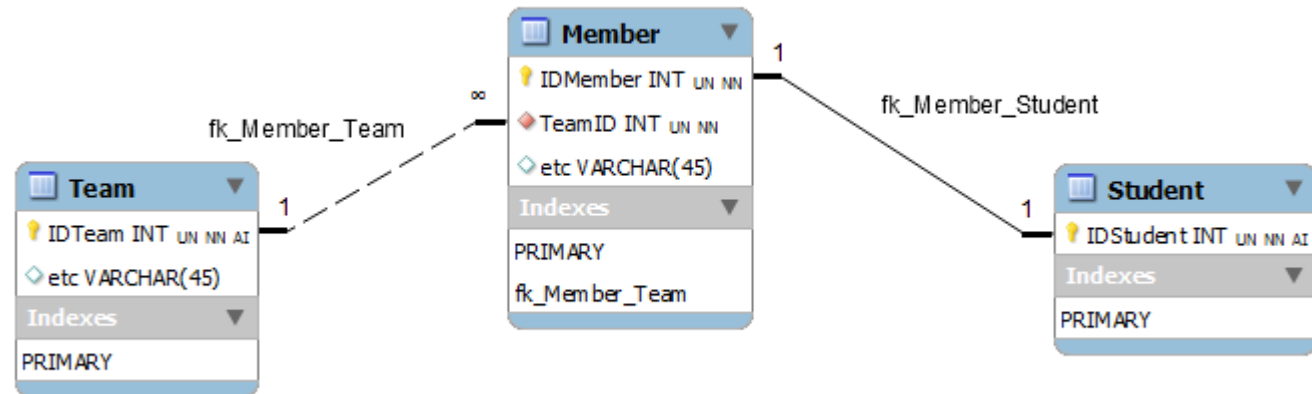 Member
IDMember INT UN NN
TeamID INT UN NN
etc VARCHAR(45)
Indexes
PRIMARY
fk_Member_Team
1
∞
fk_Member_Team
1
fk_Member_Student
1
Team
IDTeam INT UN NN AI
etc VARCHAR(45)
Indexes
PRIMARY
Student
IDStudent INT UN NN AI
Indexes
PRIMARY